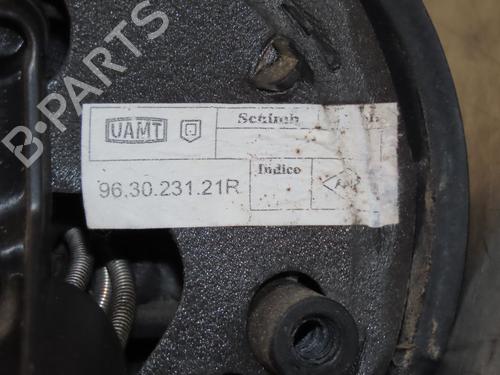 B-PARTS
UAMT
Schimb
Indice
96.30.231.21R